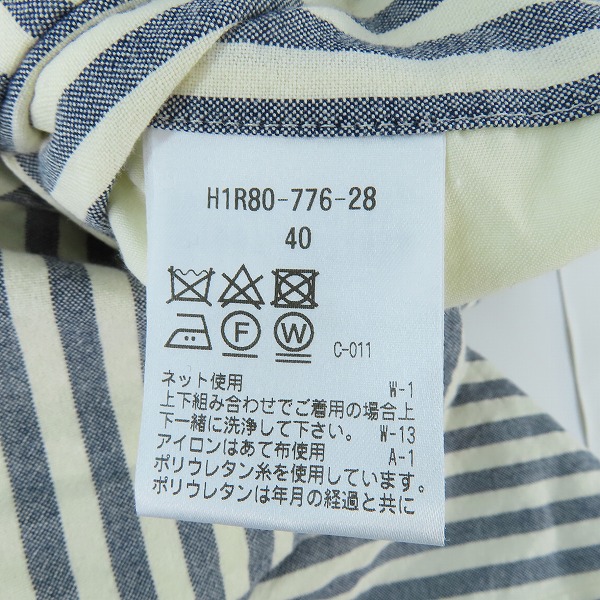 H1R80-776-28
40
F W C-011
ネット使用 W-1
上下組み合わせでご着用の場合上
下一緒に洗浄して下さい。 W-13
アイロンはあて布使用 A-1
ポリウレタン糸を使用しています。
ポリウレタンは年月の経過と共に